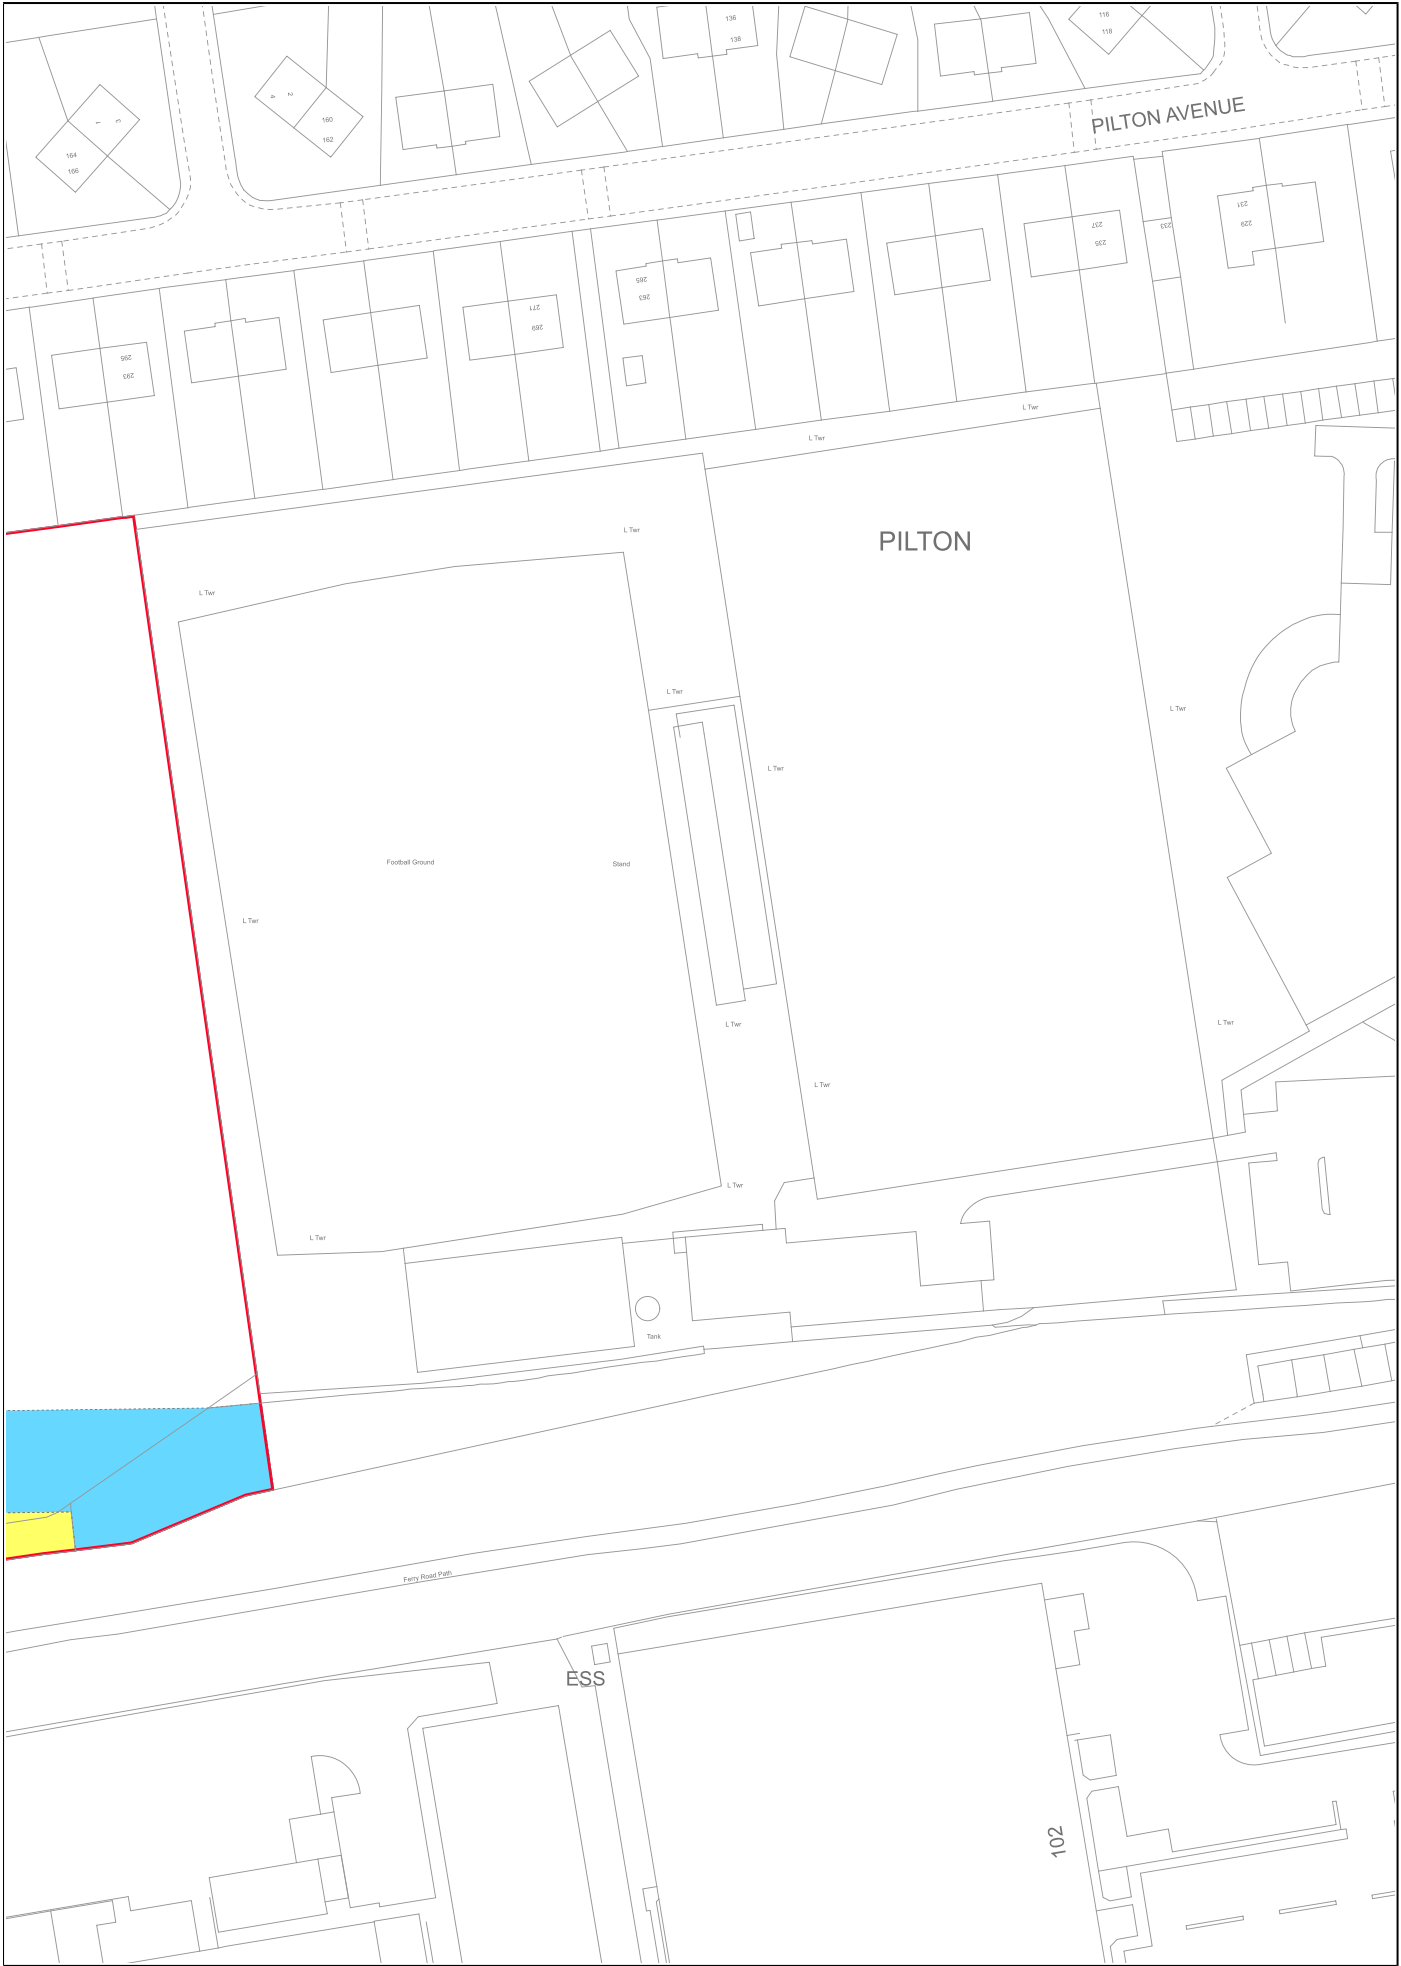 136
138
116
118
PILTON AVENUE
4
2
160
162
1
3
164
166
231
229
237
235
233
265
263
271
269
295
293
L Twr
L Twr
L Twr
PILTON
L Twr
L Twr
L Twr
L Twr
Football Ground
Stand
L Twr
L Twr
L Twr
L Twr
L Twr
L Twr
Tank
Ferry Road Path
ESS
102